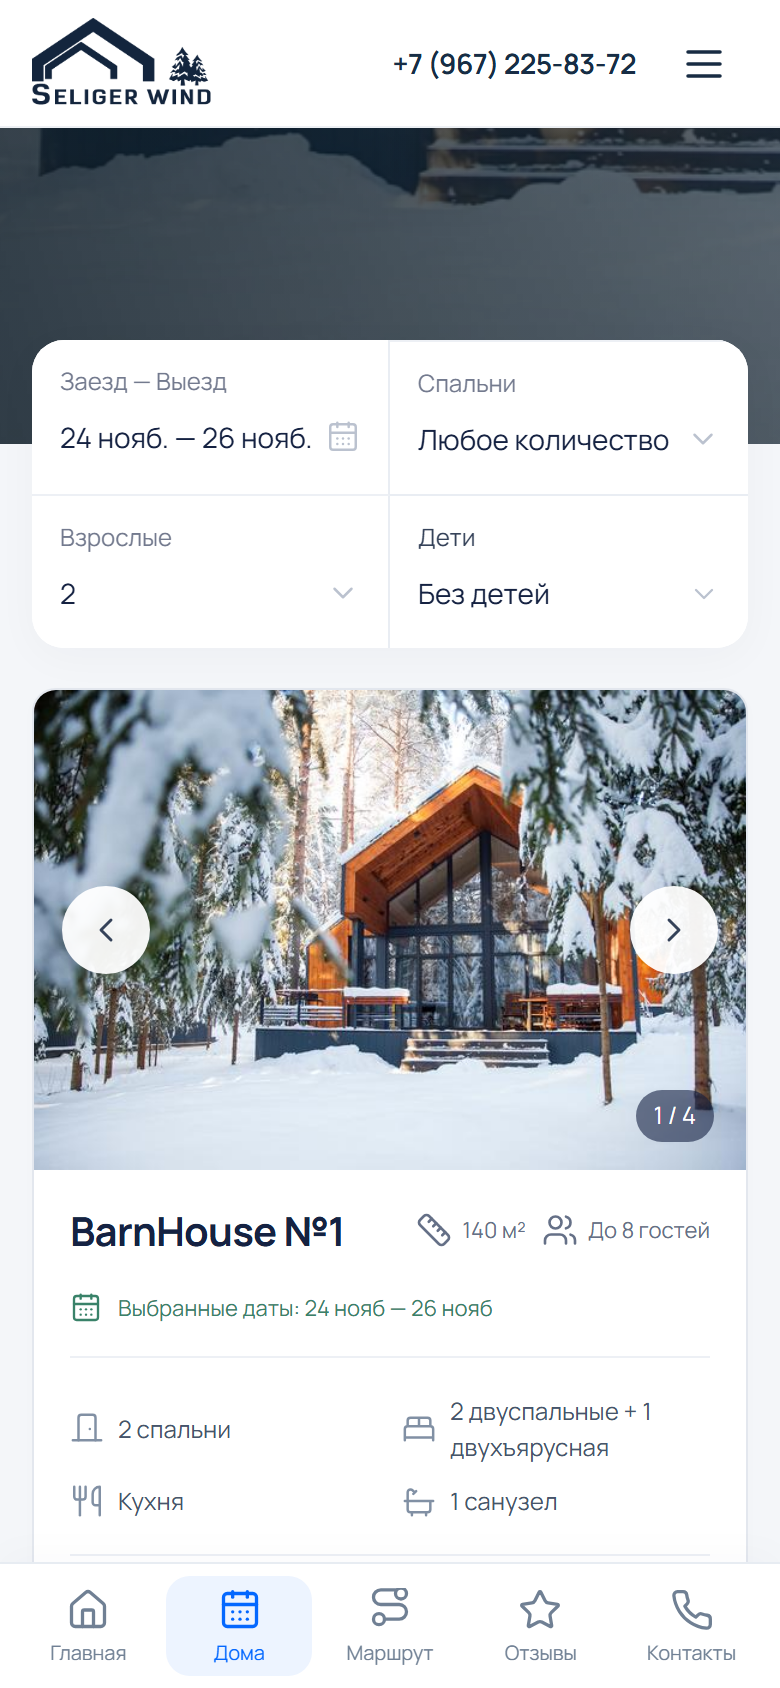 SELIGER WIND
+7 (967) 225-83-72
Заезд — Выезд
24 нояб. — 26 нояб.
Спальни
Любое количество
Взрослые
2
Дети
Без детей
1 / 4
BarnHouse №1
140 м²
До 8 гостей
Выбранные даты: 24 нояб — 26 нояб
2 спальни
2 двуспальные + 1
двухъярусная
Кухня
1 санузел
Главная
Дома
Маршрут
Отзывы
Контакты